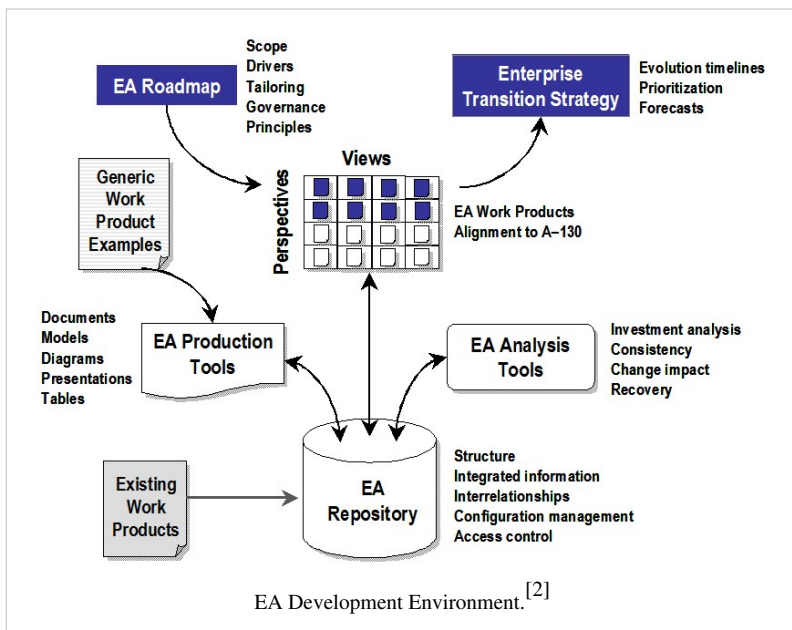 EA Roadmap
Scope
Drivers
Tailoring
Governance
Principles
Enterprise
Transition Strategy
Evolution timelines
Prioritization
Forecasts
Views
Perspectives
Generic
Work
Product
Examples
EA Work Products
Alignment to A–130
Documents
Models
Diagrams
Presentations
Tables
EA Production
Tools
EA Analysis
Tools
Investment analysis
Consistency
Change impact
Recovery
Existing
Work
Products
EA
Repository
Structure
Integrated information
Interrelationships
Configuration management
Access control
EA Development Environment.[2]